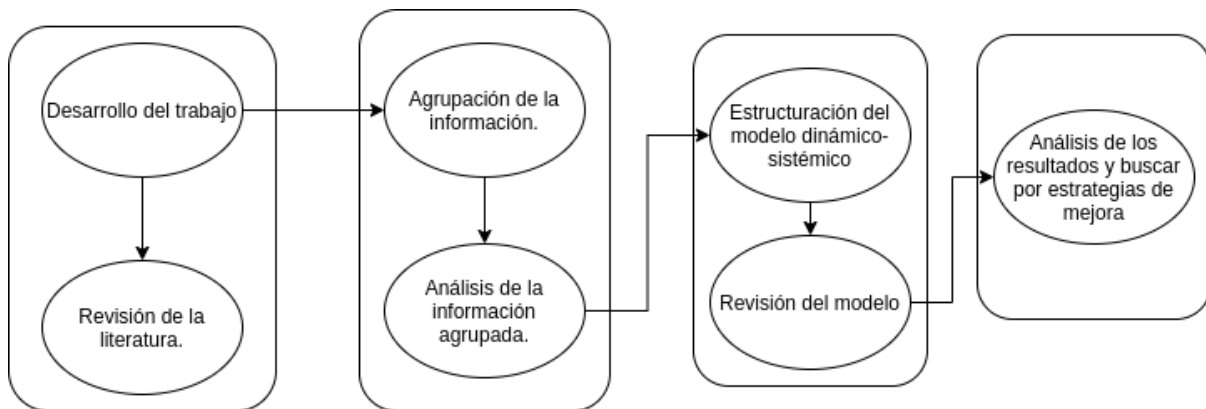 Desarrollo del trabajo
Revisión de la
literatura.
Agrupación de la
información.
Análisis de la
información
agrupada.
Estructuración del
modelo dinámico-
sistémico
Revisión del modelo
Análisis de los
resultados y buscar
por estrategias de
mejora